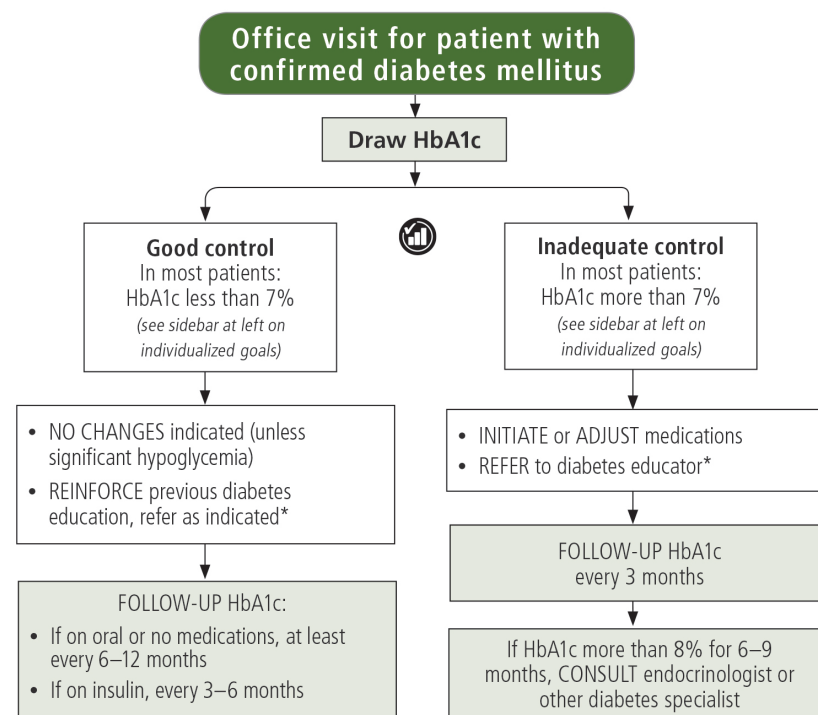 Office visit for patient with
confirmed diabetes mellitus
Draw HbA1c
Good control
In most patients:
HbA1c less than 7%
(see sidebar at left on
individualized goals)
• NO CHANGES indicated (unless
significant hypoglycemia)
• REINFORCE previous diabetes
education, refer as indicated*
FOLLOW-UP HbA1c:
• If on oral or no medications, at least
every 6–12 months
• If on insulin, every 3–6 months
Inadequate control
In most patients:
HbA1c more than 7%
(see sidebar at left on
individualized goals)
• INITIATE or ADJUST medications
• REFER to diabetes educator*
FOLLOW-UP HbA1c
every 3 months
If HbA1c more than 8% for 6–9
months, CONSULT endocrinologist or
other diabetes specialist